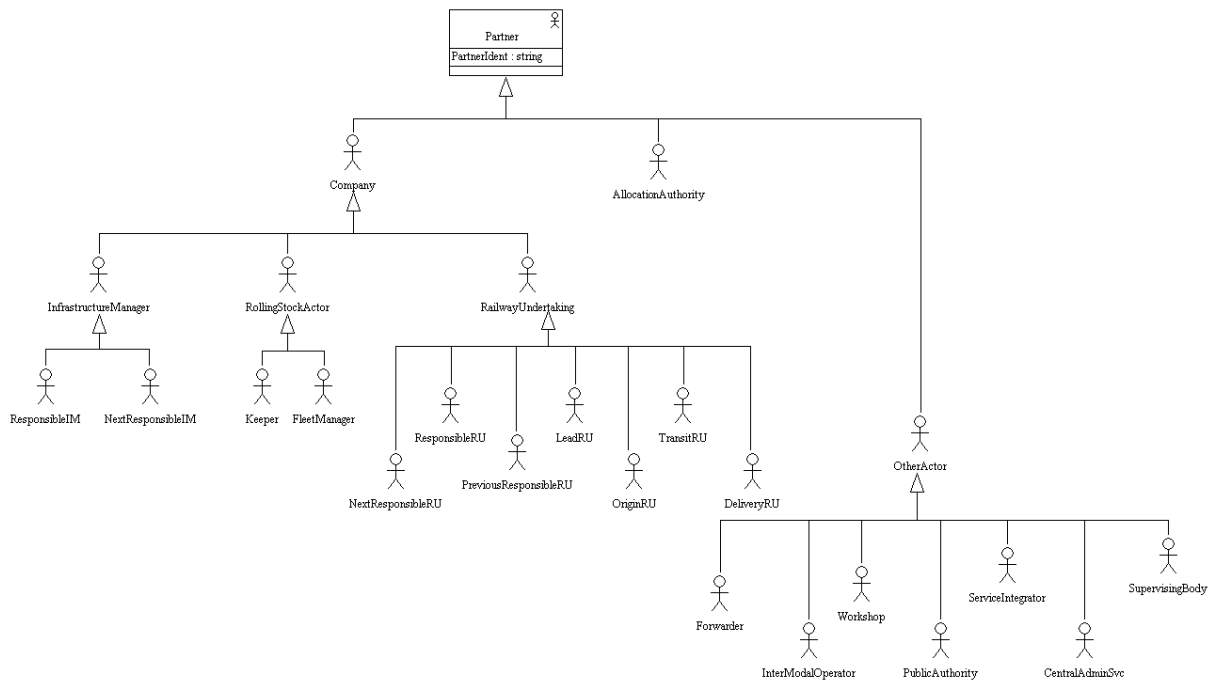 Partner
PartnerIdent : string
Company
AllocationAuthority
InfrastructureManager
RollingStockActor
RailwayUndertaking
ResponsibleIM
NextResponsibleIM
Keeper
FleetManager
ResponsibleRU
LeadRU
TransitRU
OtherActor
PreviousResponsibleRU
NextResponsibleRU
OriginRU
DeliveryRU
SupervisingBody
ServiceIntegrator
Workshop
Forwarder
InterModalOperator
PublicAuthority
CentralAdminSvc